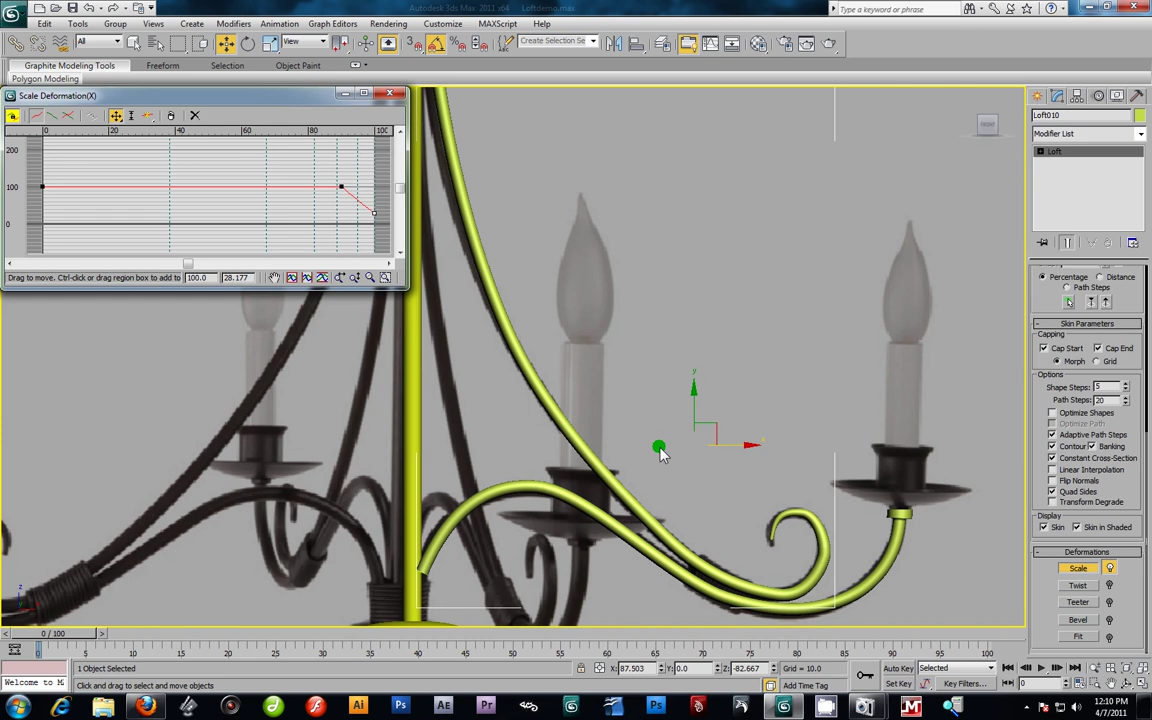 Autodesk 3ds Max 2011 x64 Loftdemo.max
Type a keyword or phrase
Edit Tools Group Views Create Modifiers Animation Graph Editors Rendering Customize MAXScript Help
All View Create Selection Se
Graphite Modeling Tools Freeform Selection Object Paint
Polygon Modeling
Scale Deformation(X)
0 20 40 60 80 100
200
100
0
Drag to move. Ctrl-click or drag region box to add to 100.0 28.177
FRONT
y
x
z
Loft010
Modifier List
Loft
Percentage Distance
Path Steps
Skin Parameters
Capping
Cap Start Cap End
Morph Grid
Options
Shape Steps: 5
Path Steps: 20
Optimize Shapes
Optimize Path
Adaptive Path Steps
Contour Banking
Constant Cross-Section
Linear Interpolation
Flip Normals
Quad Sides
Transform Degrade
Display
Skin Skin in Shaded
Deformations
Scale
Twist
Teeter
Bevel
Fit
0 / 100
0 5 10 15 20 25 30 35 40 45 50 55 60 65 70 75 80 85 90 95 100
1 Object Selected X: 87.503 Y: 0.0 Z: -82.667 Grid = 10.0 Auto Key Selected
Welcome to M Click and drag to select and move objects Add Time Tag Set Key Key Filters... 0
Ai Ps Ae Pr Ps
12:10 PM
4/7/2011